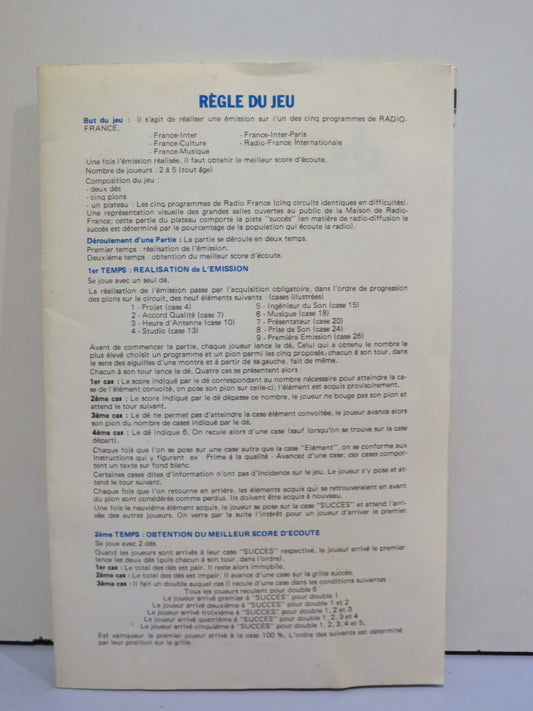 RÈGLE DU JEU
But du jeu : il s'agit de réaliser une émission sur l'un des cinq programmes de RADIO-
FRANCE.
- France-Inter - France-Inter-Paris
- France-Culture - Radio-France Internationale
- France-Musique
Une fois l'émission réalisée, il faut obtenir le meilleur score d'écoute.
Nombre de joueurs : 2 à 5 (tout âge)
Composition du jeu :
- deux dés
- cinq pions
- un plateau : Les cinq programmes de Radio France (cinq circuits identiques en difficultés).
Une représentation visuelle des grandes salles ouvertes au public de la Maison de Radio-
France; cette partie du plateau comporte la piste "succès" (en matière de radio-diffusion le
succès est déterminé par le pourcentage de la population qui écoute la radio).
Déroulement d'une Partie : La partie se déroule en deux temps.
Premier temps : réalisation de l'émission.
Deuxième temps : obtention du meilleur score d'écoute.
1er TEMPS : REALISATION de L'EMISSION
Se joue avec un seul dé.
La réalisation de l'émission passe par l'acquisition obligatoire, dans l'ordre de progression
des pions sur le circuit, des neuf éléments suivants : (cases illustrées)
1 - Projet (case 4) 5 - Ingénieur du Son (case 15)
2 - Accord Qualité (case 7) 6 - Musique (case 18)
3 - Heure d'Antenne (case 10) 7 - Présentateur (case 20)
4 - Studio (case 13) 8 - Prise de Son (case 24)
9 - Première Emission (case 26)
Avant de commencer la partie, chaque joueur lance le dé. Celui qui a obtenu le nombre le
plus élevé choisit un programme et un pion parmi les cinq proposés; chacun à son tour, dans
le sens des aiguilles d'une montre et à partir de sa gauche, fait de même.
Chacun à son tour lance le dé. Quatre cas se présentent alors :
1er cas : Le score indiqué par le dé correspondant au nombre nécessaire pour atteindre la ca-
se de l'élément convoité, on pose son pion sur celle-ci; l'élément est acquis provisoirement.
2ème cas : Le score indiqué par le dé dépasse ce nombre, le joueur ne bouge pas son pion et
attend le tour suivant.
3ème cas : Le dé ne permet pas d'atteindre la case élément convoitée, le joueur avance alors
son pion du nombre de cases indiqué par le dé.
4ème cas : Le dé indique 6. On recule alors d'une case (sauf lorsqu'on se trouve sur la case
départ).
Chaque fois que l'on se pose sur une case autre que la case "Elément", on se conforme aux
Instructions qui y figurent ex : Prime à la qualité - Avancez d'une case; ces cases compor-
tent un texte sur fond blanc.
Certaines cases dites d'information n'ont pas d'incidence sur le jeu. Le joueur s'y pose et at-
tend le tour suivant.
Chaque fois que l'on retourne en arrière, les éléments acquis qui se retrouveraient en avant
du pion sont considérés comme perdus. Ils doivent être acquis à nouveau.
Une fois le neuvième élément acquis, le joueur se pose sur la case "SUCCES" et attend l'arri-
vée des autres joueurs. On verra par la suite l'intérêt pour un joueur d'arriver le premier.
2ème TEMPS : OBTENTION DU MEILLEUR SCORE D'ECOUTE
Se joue avec 2 dés.
Quand les joueurs sont arrivés à leur case "SUCCES" respective, le joueur arrivé le premier
lance les deux dés (puis chacun à son tour, dans l'ordre).
1er cas : Le total des dés est pair. Il reste alors immobile.
2ème cas : Le total des dés est impair. Il avance d'une case sur la grille succès.
3ème cas : Il fait un double auquel cas il recule d'une case dans les conditions suivantes :
Tous les joueurs reculent pour double 6
Le joueur arrivé premier à "SUCCES" pour double 1
Le joueur arrivé deuxième à "SUCCES" pour double 1 et 2
Le joueur arrivé troisième à "SUCCES" pour double 1, 2 et 3
Le joueur arrivé quatrième à "SUCCES" pour double 1, 2, 3 et 4
Le joueur arrivé cinquième à "SUCCES" pour double 1, 2, 3, 4 et 5,
Est vainqueur le premier joueur arrivé à la case 100 %. L'ordre des suivants est déterminé
par leur position sur la grille.